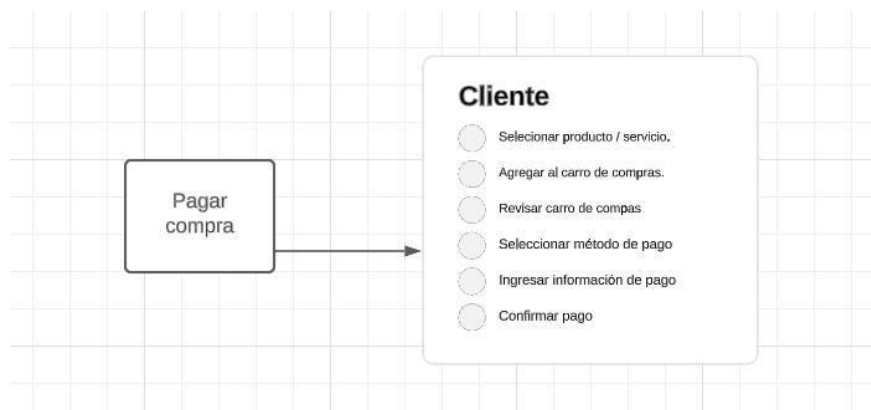 Pagar
compra
Cliente
Selecionar producto / servicio.
Agregar al carro de compras.
Revisar carro de compas
Seleccionar método de pago
Ingresar información de pago
Confirmar pago